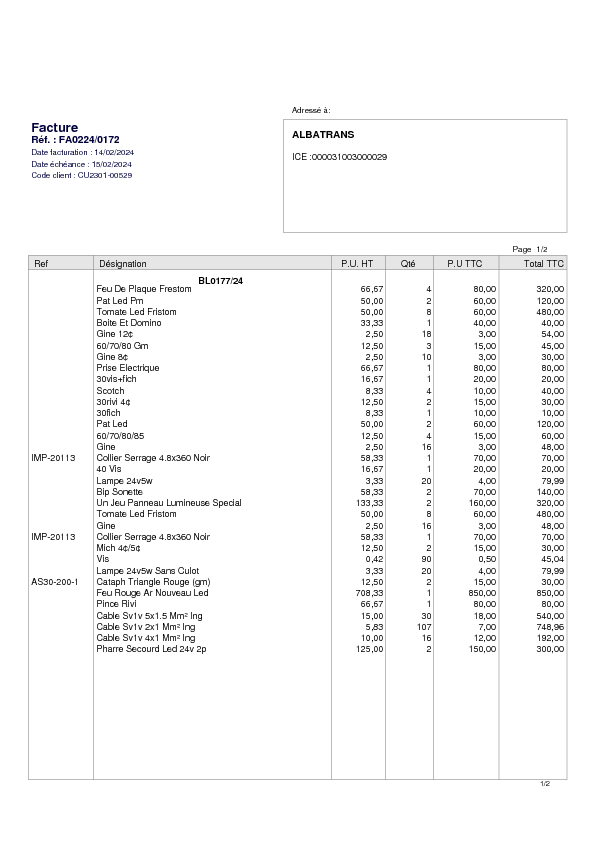 Adressé à:
Facture
Réf. : FA0224/0172
Date facturation : 14/02/2024
Date échéance : 15/02/2024
Code client : CU2301-00529
ALBATRANS
ICE :000031003000029
Page 1/2
Ref Désignation P.U. HT Qté P.U TTC Total TTC
BL0177/24
Feu De Plaque Frestom 66,67 4 80,00 320,00
Pat Led Pm 50,00 2 60,00 120,00
Tomate Led Fristom 50,00 8 60,00 480,00
Boite Et Domino 33,33 1 40,00 40,00
Gine 12¢ 2,50 18 3,00 54,00
60/70/80 Gm 12,50 3 15,00 45,00
Gine 8¢ 2,50 10 3,00 30,00
Prise Electrique 66,67 1 80,00 80,00
30vis+fich 16,67 1 20,00 20,00
Scotch 8,33 4 10,00 40,00
30rivi 4¢ 12,50 2 15,00 30,00
30fich 8,33 1 10,00 10,00
Pat Led 50,00 2 60,00 120,00
60/70/80/85 12,50 4 15,00 60,00
Gine 2,50 16 3,00 48,00
IMP-20113 Collier Serrage 4.8x360 Noir 58,33 1 70,00 70,00
40 Vis 16,67 1 20,00 20,00
Lampe 24v5w 3,33 20 4,00 79,99
Bip Sonette 58,33 2 70,00 140,00
Un Jeu Panneau Lumineuse Special 133,33 2 160,00 320,00
Tomate Led Fristom 50,00 8 60,00 480,00
Gine 2,50 16 3,00 48,00
IMP-20113 Collier Serrage 4.8x360 Noir 58,33 1 70,00 70,00
Mich 4¢/5¢ 12,50 2 15,00 30,00
Vis 0,42 90 0,50 45,04
Lampe 24v5w Sans Culot 3,33 20 4,00 79,99
AS30-200-1 Cataph Triangle Rouge (gm) 12,50 2 15,00 30,00
Feu Rouge Ar Nouveau Led 708,33 1 850,00 850,00
Pince Rivi 66,67 1 80,00 80,00
Cable Sv1v 5x1.5 Mm² Ing 15,00 30 18,00 540,00
Cable Sv1v 2x1 Mm² Ing 5,83 107 7,00 748,96
Cable Sv1v 4x1 Mm² Ing 10,00 16 12,00 192,00
Pharre Secourd Led 24v 2p 125,00 2 150,00 300,00
1/2